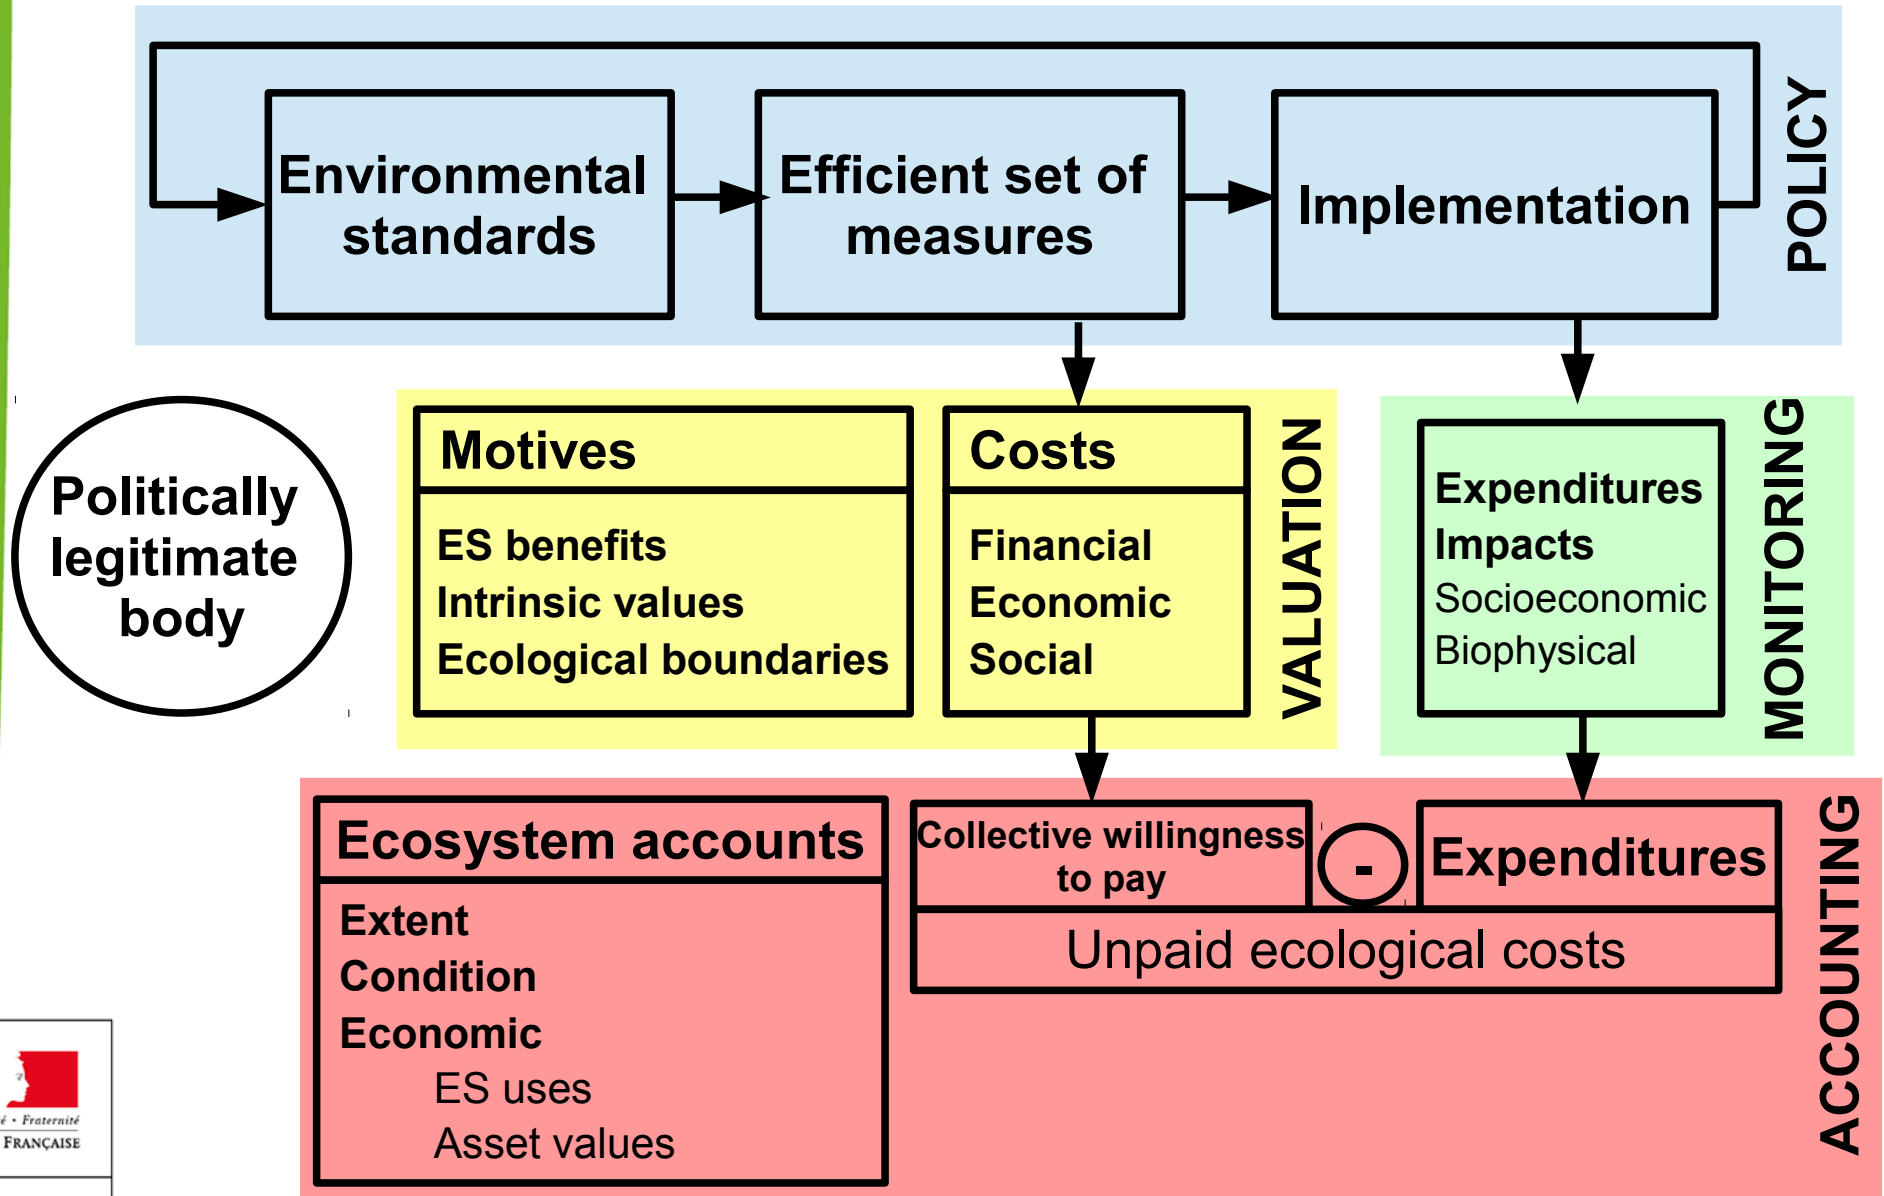 Environmental
standards
Efficient set of
measures
Implementation
POLICY
Politically
legitimate
body
Motives
ES benefits
Intrinsic values
Ecological boundaries
Costs
Financial
Economic
Social
VALUATION
Expenditures
Impacts
Socioeconomic
Biophysical
MONITORING
Ecosystem accounts
Extent
Condition
Economic
ES uses
Asset values
Collective willingness
to pay
-
Expenditures
Unpaid ecological costs
ACCOUNTING
é • Fraternité
FRANÇAISE